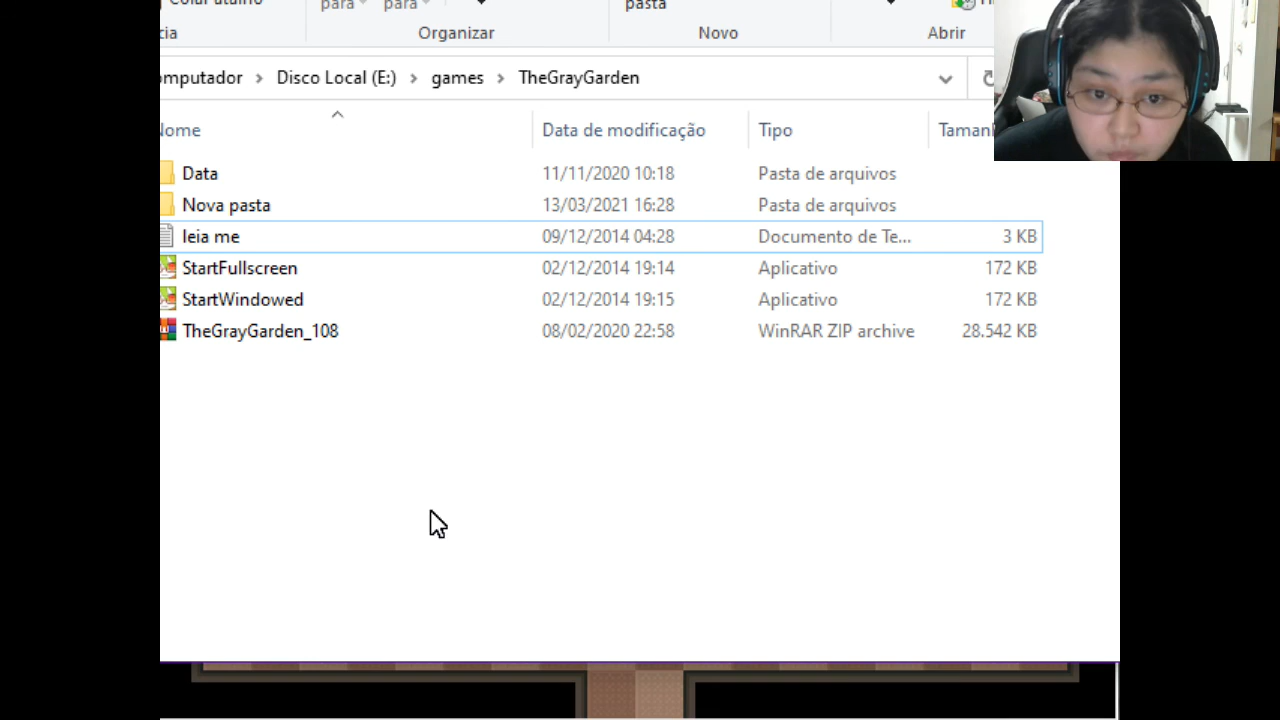 para para pasta
Organizar Novo Abrir
Disco Local (E:) > games > TheGrayGarden
Data de modificação Tipo
Data 11/11/2020 10:18 Pasta de arquivos
Nova pasta 13/03/2021 16:28 Pasta de arquivos
leia me 09/12/2014 04:28 Documento de Te... 3 KB
StartFullscreen 02/12/2014 19:14 Aplicativo 172 KB
StartWindowed 02/12/2014 19:15 Aplicativo 172 KB
TheGrayGarden_108 08/02/2020 22:58 WinRAR ZIP archive 28.542 KB